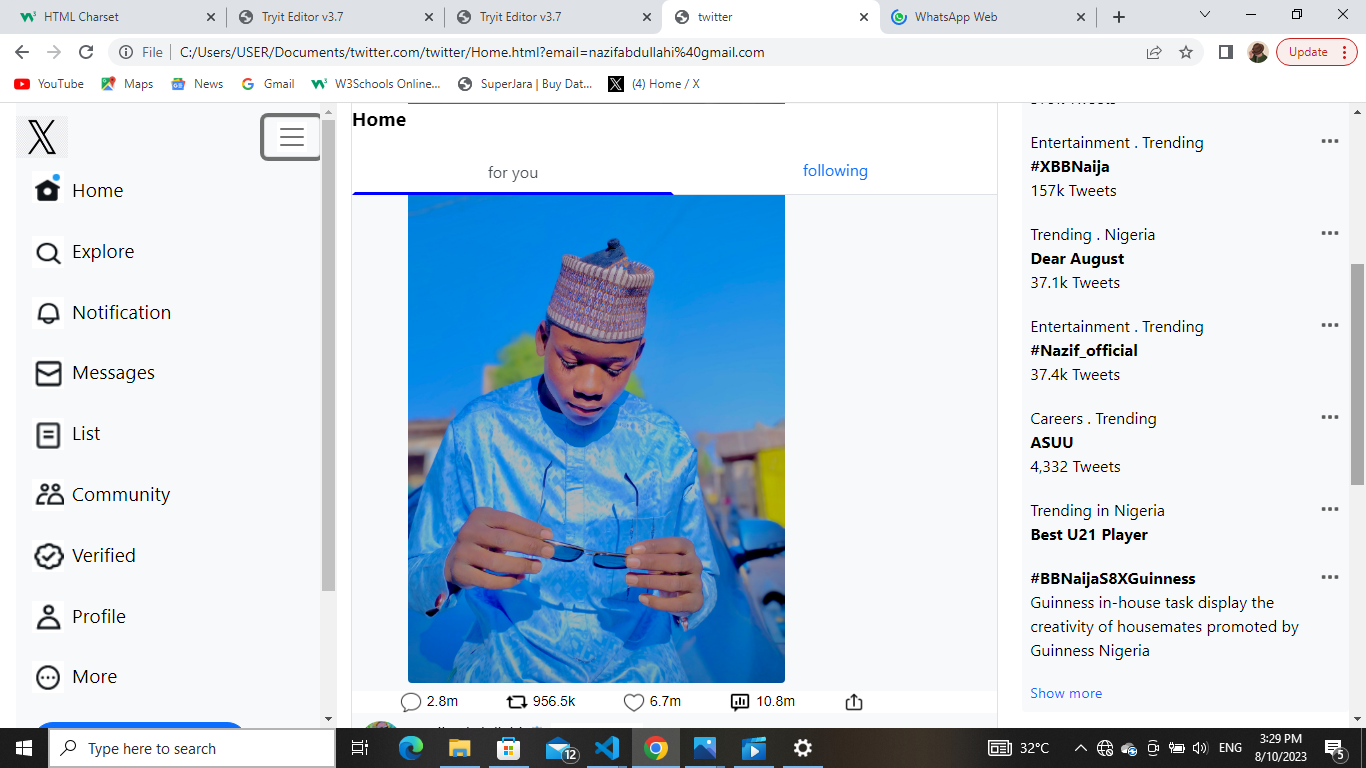 HTML Charset
Tryit Editor v3.7
Tryit Editor v3.7
twitter
WhatsApp Web
File
C:/Users/USER/Documents/twitter.com/twitter/Home.html?email=nazifabdullahi%40gmail.com
Update
YouTube
Maps
News
Gmail
W3Schools Online...
SuperJara | Buy Dat...
(4) Home / X
X
Home
Explore
Notification
Messages
List
Community
Verified
Profile
More
Home
for you
following
2.8m
956.5k
6.7m
10.8m
Entertainment . Trending
#XBBNaija
157k Tweets
Trending . Nigeria
Dear August
37.1k Tweets
Entertainment . Trending
#Nazif_official
37.4k Tweets
Careers . Trending
ASUU
4,332 Tweets
Trending in Nigeria
Best U21 Player
#BBNaijaS8XGuinness
Guinness in-house task display the
creativity of housemates promoted by
Guinness Nigeria
Show more
Type here to search
12
32°C
ENG
3:29 PM
8/10/2023
5